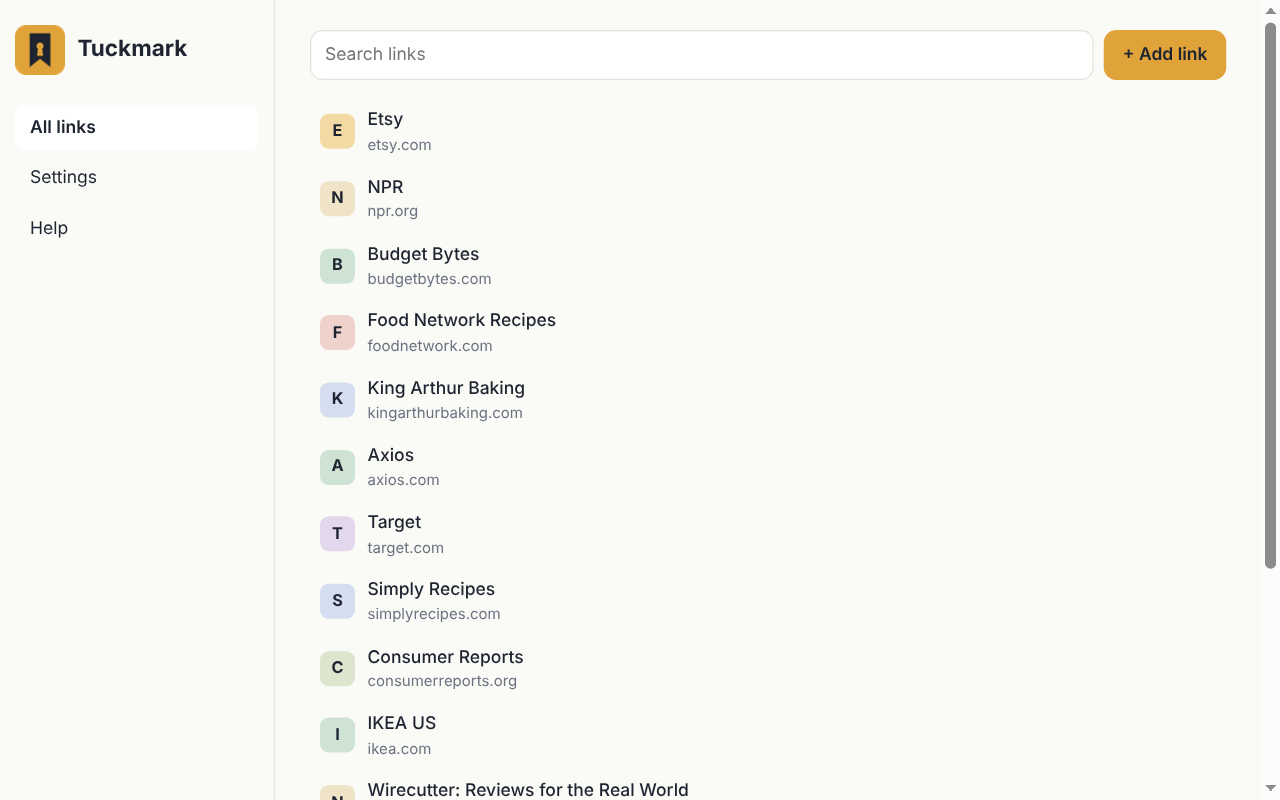 Tuckmark
All links
Settings
Help
Search links
+ Add link
E
Etsy
etsy.com
N
NPR
npr.org
B
Budget Bytes
budgetbytes.com
F
Food Network Recipes
foodnetwork.com
K
King Arthur Baking
kingarthurbaking.com
A
Axios
axios.com
T
Target
target.com
S
Simply Recipes
simplyrecipes.com
C
Consumer Reports
consumerreports.org
I
IKEA US
ikea.com
Wirecutter: Reviews for the Real World